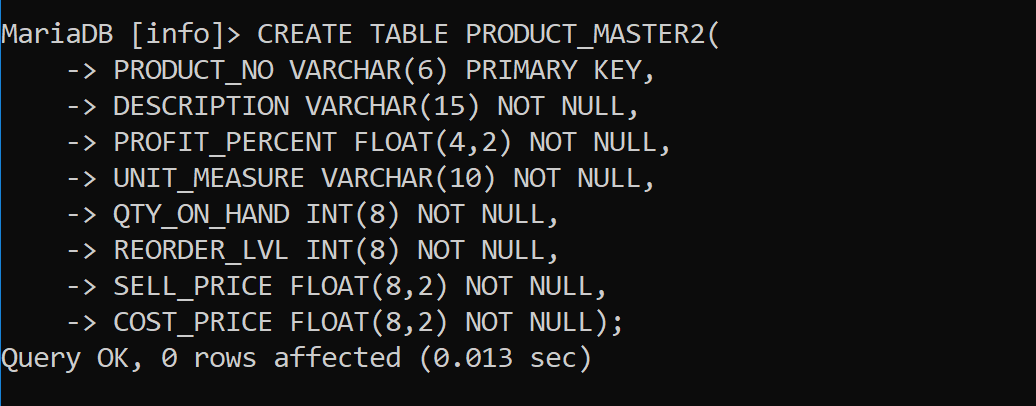 MariaDB [info]> CREATE TABLE PRODUCT_MASTER2(
    -> PRODUCT_NO VARCHAR(6) PRIMARY KEY,
    -> DESCRIPTION VARCHAR(15) NOT NULL,
    -> PROFIT_PERCENT FLOAT(4,2) NOT NULL,
    -> UNIT_MEASURE VARCHAR(10) NOT NULL,
    -> QTY_ON_HAND INT(8) NOT NULL,
    -> REORDER_LVL INT(8) NOT NULL,
    -> SELL_PRICE FLOAT(8,2) NOT NULL,
    -> COST_PRICE FLOAT(8,2) NOT NULL);
Query OK, 0 rows affected (0.013 sec)